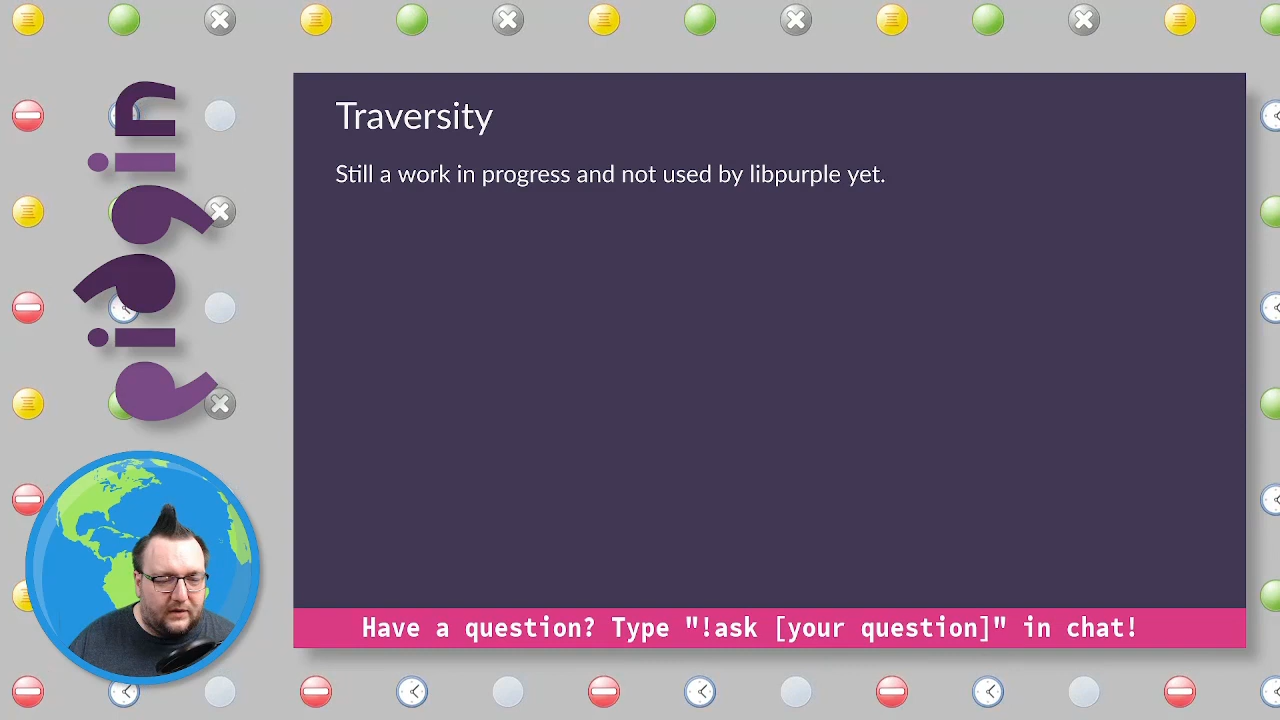 pidgin
Traversity
Still a work in progress and not used by libpurple yet.
Have a question? Type "!ask [your question]" in chat!